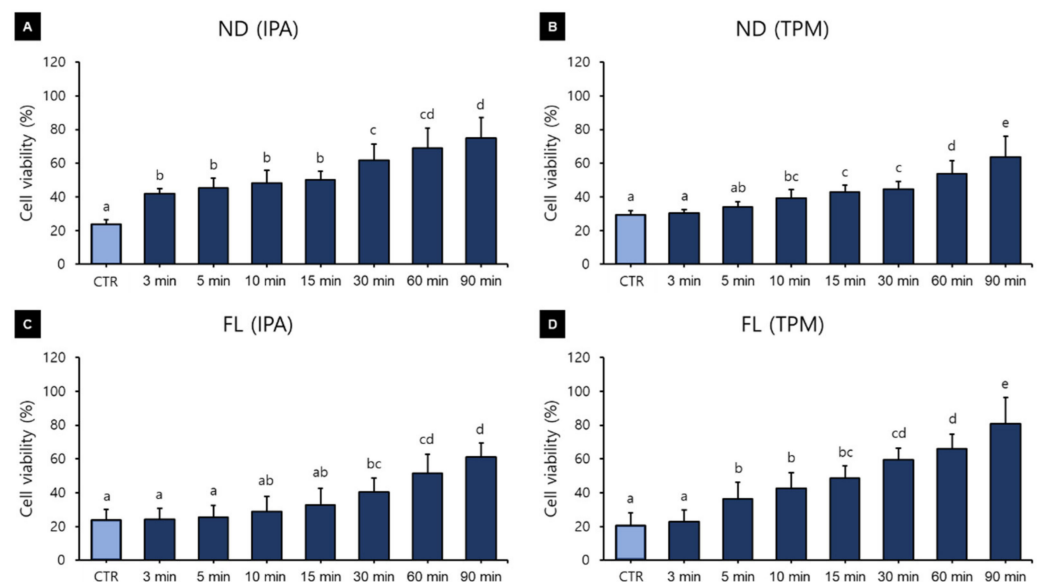 A
ND (IPA)
Cell viability (%)
120
100
80
60
40
20
0
a
b
b
b
b
c
cd
d
CTR 3 min 5 min 10 min 15 min 30 min 60 min 90 min
B
ND (TPM)
Cell viability (%)
120
100
80
60
40
20
0
a
a
ab
bc
c
c
d
e
CTR 3 min 5 min 10 min 15 min 30 min 60 min 90 min
C
FL (IPA)
Cell viability (%)
120
100
80
60
40
20
0
a
a
a
ab
ab
bc
cd
d
CTR 3 min 5 min 10 min 15 min 30 min 60 min 90 min
D
FL (TPM)
Cell viability (%)
120
100
80
60
40
20
0
a
a
b
b
bc
cd
d
e
CTR 3 min 5 min 10 min 15 min 30 min 60 min 90 min